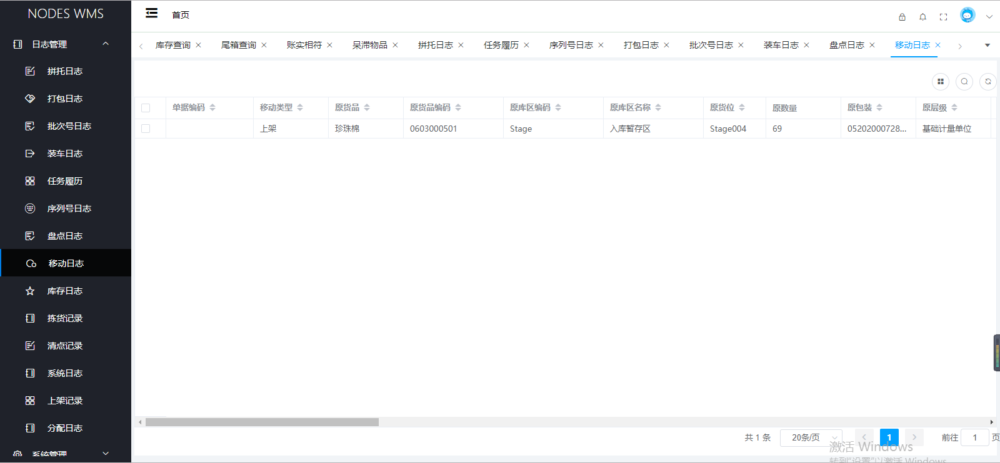 NODES WMS
首页
日志管理
拼托日志
打包日志
批次号日志
装车日志
任务履历
序列号日志
盘点日志
移动日志
库存日志
拣货记录
清点记录
系统日志
上架记录
分配日志
系统管理
库存查询 尾箱查询 账实相符 呆滞物品 拼托日志 任务履历 序列号日志 打包日志 批次号日志 装车日志 盘点日志 移动日志
单据编码 移动类型 原货品 原货品编码 原库区编码 原库区名称 原货位 原数量 原包装 原层级
上架 珍珠棉 0603000501 Stage 入库暂存区 Stage004 69 05202000728... 基础计量单位
共 1 条 20条/页 1 前往 1 页
激活 Windows
转到"设置"以激活 Windows